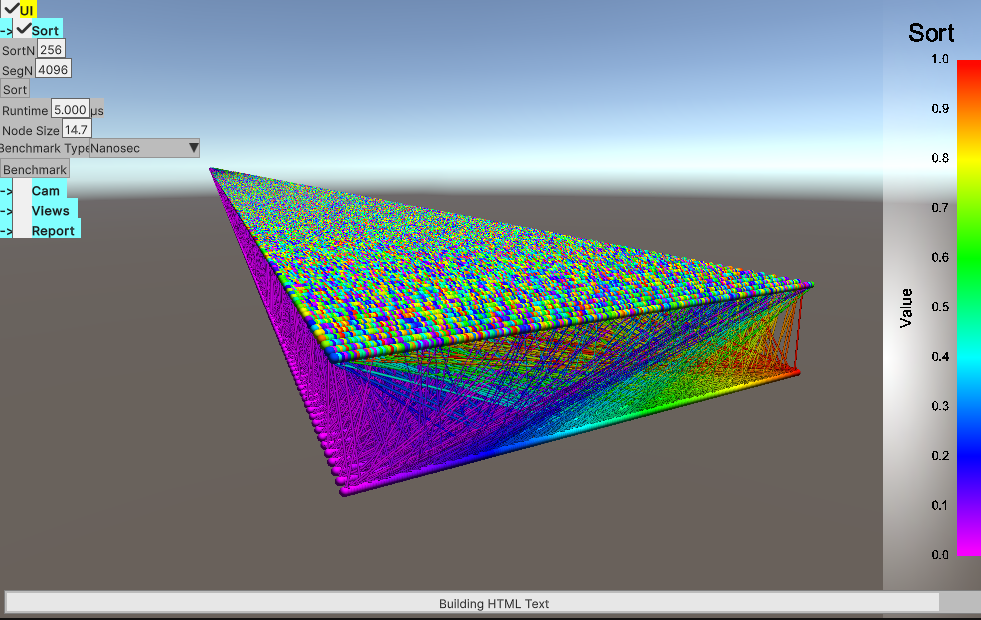 UI
-> Sort
SortN 256
SegN 4096
Sort
Runtime 5.000 µs
Node Size 14.7
Benchmark Type Nanosec
Benchmark
-> Cam
-> Views
-> Report
Sort
1.0
0.9
0.8
0.7
0.6
0.5
0.4
0.3
0.2
0.1
0.0
Value
Building HTML Text